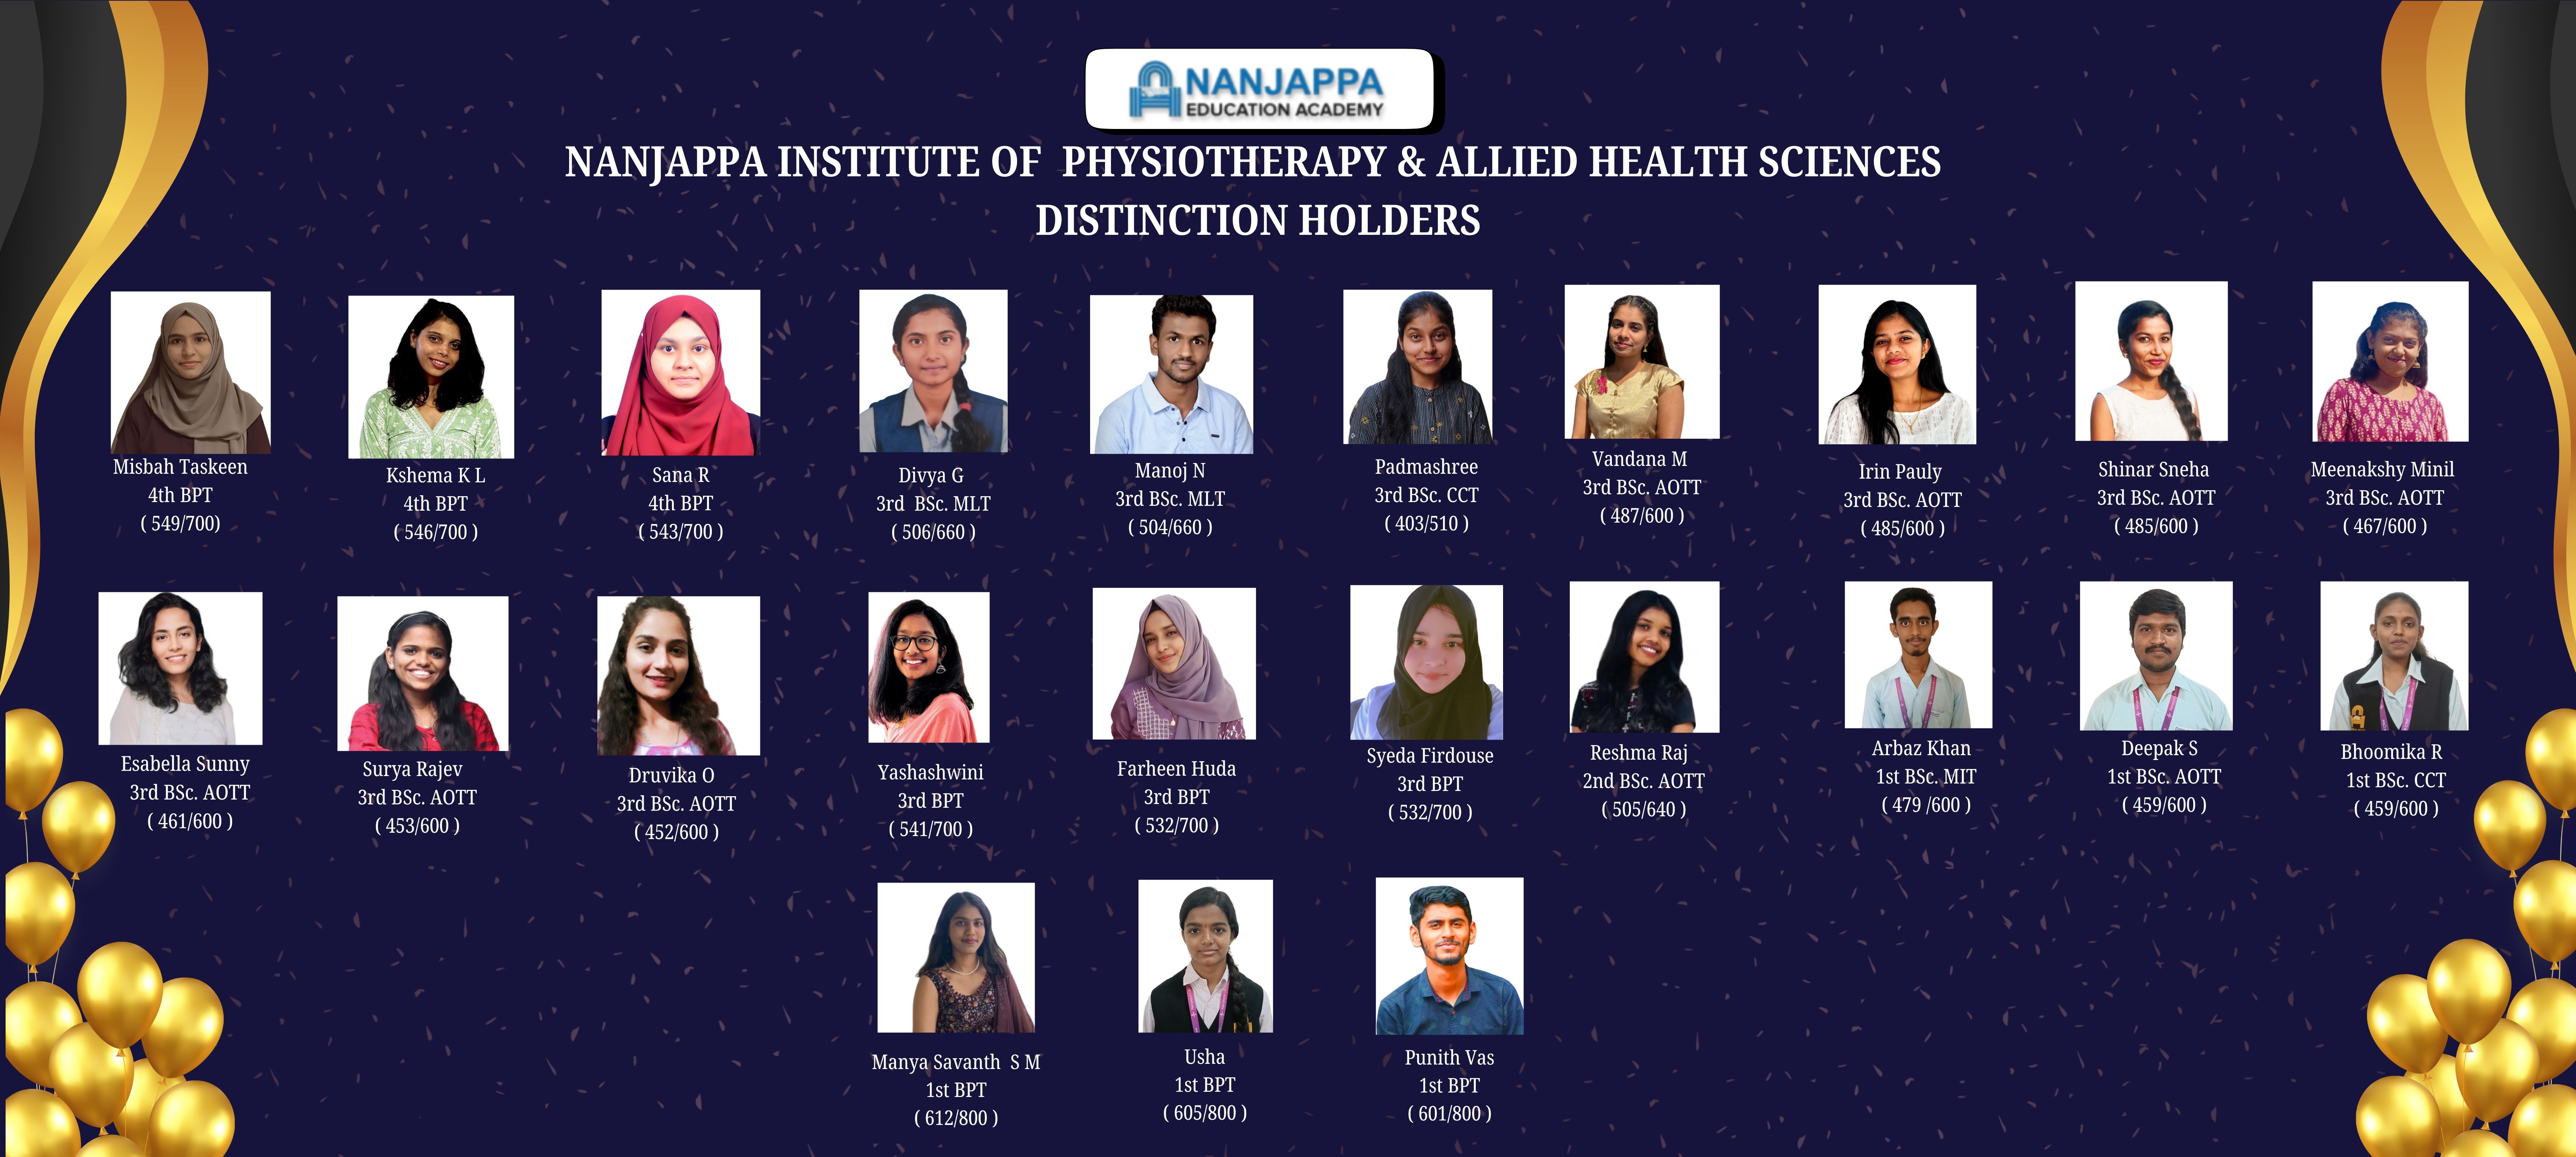 NANJAPPA
EDUCATION ACADEMY
NANJAPPA INSTITUTE OF PHYSIOTHERAPY & ALLIED HEALTH SCIENCES
DISTINCTION HOLDERS
Misbah Taskeen
4th BPT
( 549/700)
Kshema K L
4th BPT
( 546/700 )
Sana R
4th BPT
( 543/700 )
Divya G
3rd BSc. MLT
( 506/660 )
Manoj N
3rd BSc. MLT
( 504/660 )
Padmashree
3rd BSc. CCT
( 403/510 )
Vandana M
3rd BSc. AOTT
( 487/600 )
Irin Pauly
3rd BSc. AOTT
( 485/600 )
Shinar Sneha
3rd BSc. AOTT
( 485/600 )
Meenakshy Minil
3rd BSc. AOTT
( 467/600 )
Esabella Sunny
3rd BSc. AOTT
( 461/600 )
Surya Rajev
3rd BSc. AOTT
( 453/600 )
Druvika O
3rd BSc. AOTT
( 452/600 )
Yashashwini
3rd BPT
( 541/700 )
Farheen Huda
3rd BPT
( 532/700 )
Syeda Firdouse
3rd BPT
( 532/700 )
Reshma Raj
2nd BSc. AOTT
( 505/640 )
Arbaz Khan
1st BSc. MIT
( 479 /600 )
Deepak S
1st BSc. AOTT
( 459/600 )
Bhoomika R
1st BSc. CCT
( 459/600 )
Manya Savanth S M
1st BPT
( 612/800 )
Usha
1st BPT
( 605/800 )
Punith Vas
1st BPT
( 601/800 )